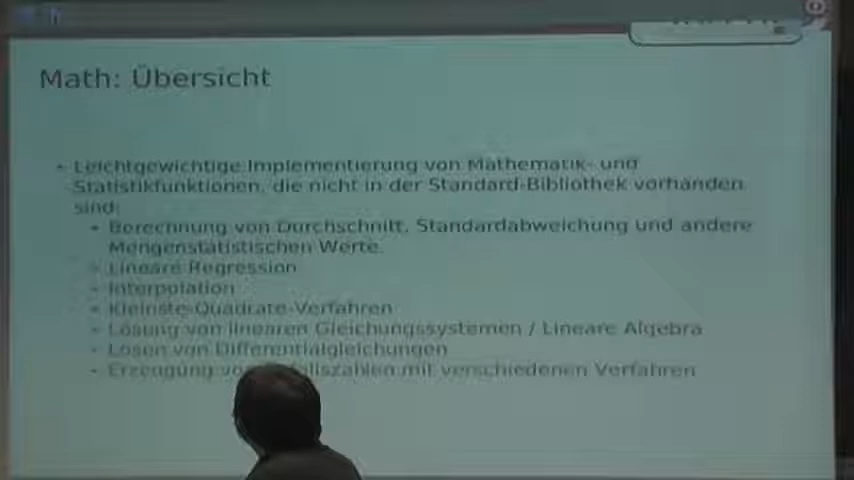 Math: Übersicht
Leichtgewichtige Implementierung von Mathematik- und
Statistikfunktionen, die nicht in der Standard-Bibliothek vorhanden
sind:
Berechnung von Durchschnitt, Standardabweichung und andere
Mengenstatistischen Werte.
Lineare Regression
Interpolation
Kleinste-Quadrate-Verfahren
Lösung von linearen Gleichungssystemen / Lineare Algebra
Lösen von Differentialgleichungen
Erzeugung mit verschiedenen Verfahren